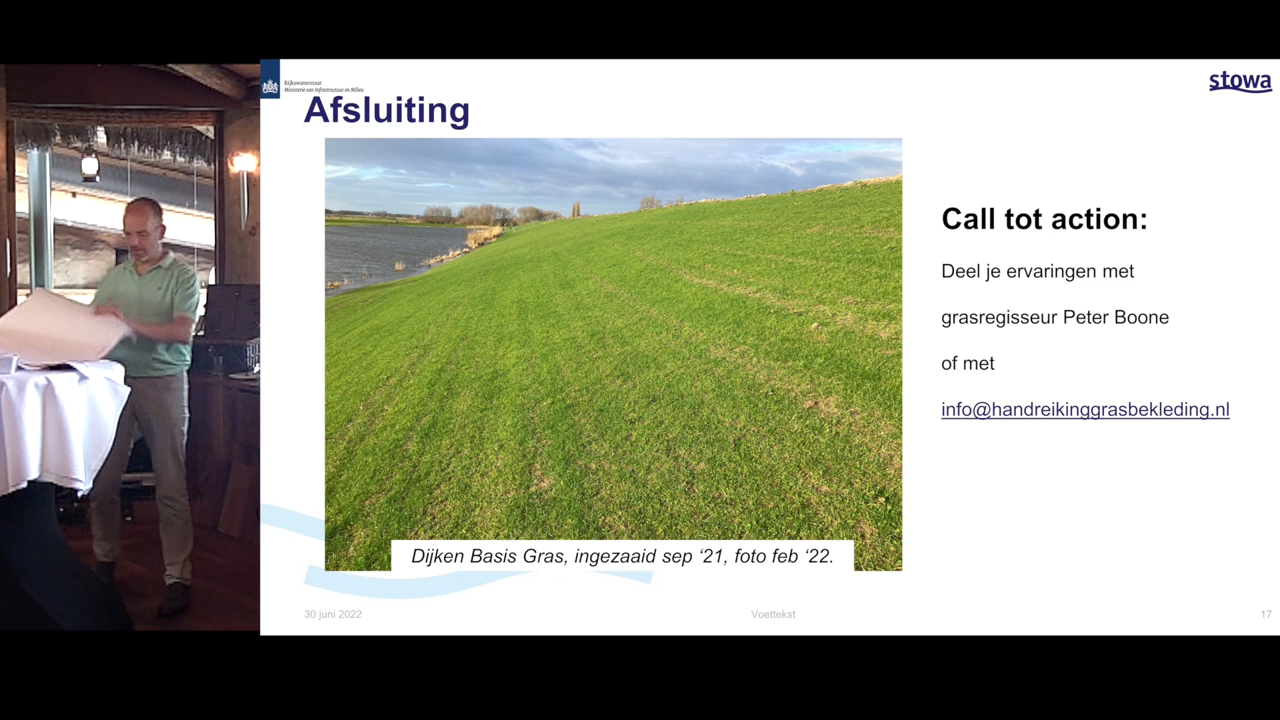 Rijkswaterstaat
Ministerie van Infrastructuur en Milieu
stowa
Afsluiting
Call tot action:
Deel je ervaringen met
grasregisseur Peter Boone
of met
info@handreikinggrasbekleding.nl
Dijken Basis Gras, ingezaaid sep ‘21, foto feb ‘22.
30 juni 2022
Voettekst
17